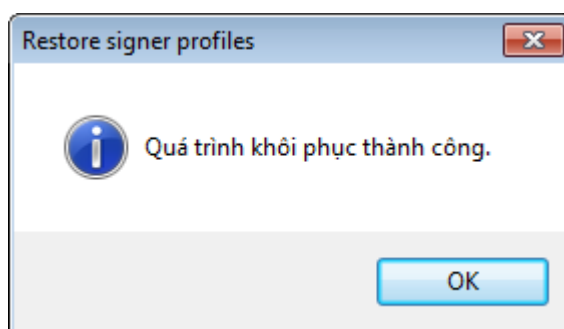 Restore signer profiles
Quá trình khôi phục thành công.
OK